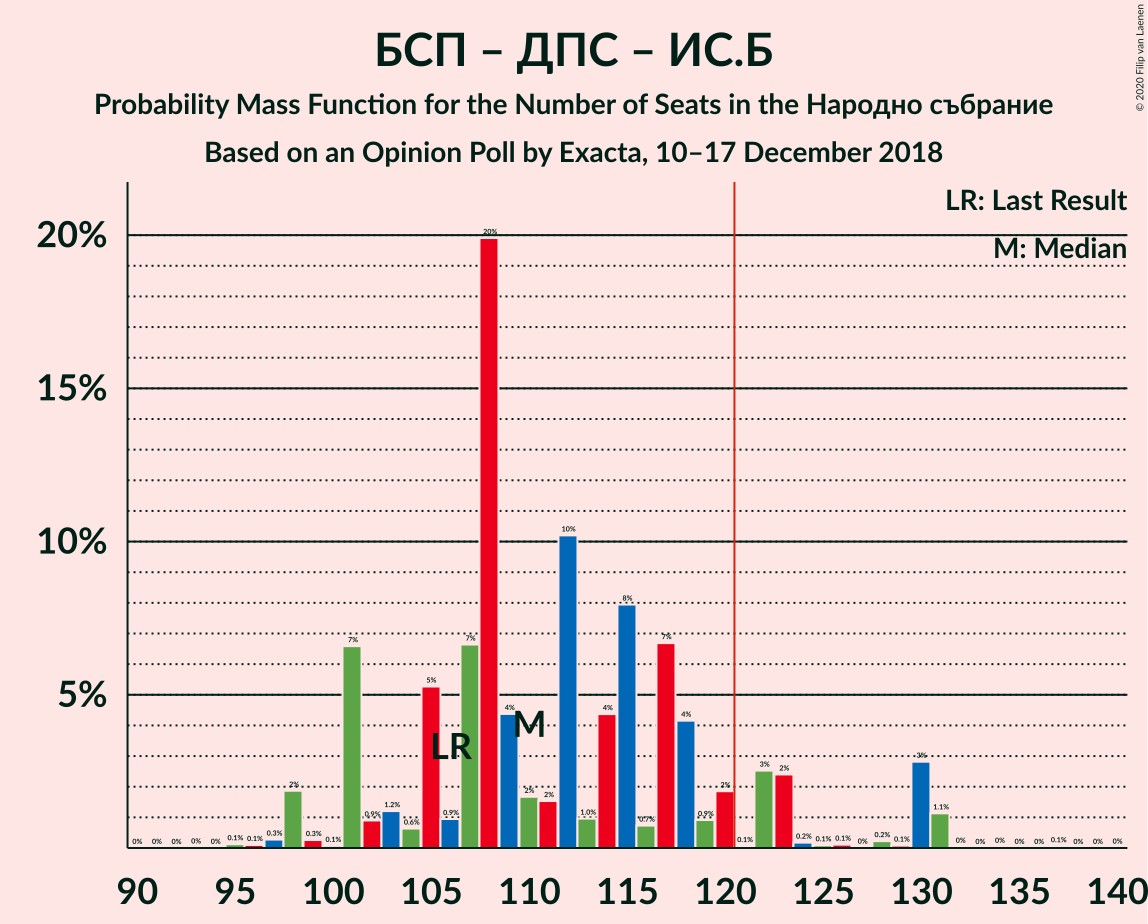 БСП – ДПС – ИС.Б
Probability Mass Function for the Number of Seats in the Народно събрание
Based on an Opinion Poll by Exacta, 10–17 December 2018
© 2020 Filip van Laenen
LR: Last Result
M: Median
20%
15%
10%
5%
0% 0% 0% 0% 0% 0.1% 0.1% 0.3% 2% 0.3% 0.1% 7% 0.9% 1.2% 0.6% 5% 0.9% 7% 20% 4% 2% 2% 10% 1.0% 4% 8% 0.7% 7% 4% 0.9% 2% 0.1% 3% 2% 0.2% 0.1% 0.1% 0% 0.2% 0.1% 3% 1.1% 0% 0% 0% 0% 0% 0.1% 0% 0% 0%
LR
M
90 95 100 105 110 115 120 125 130 135 140